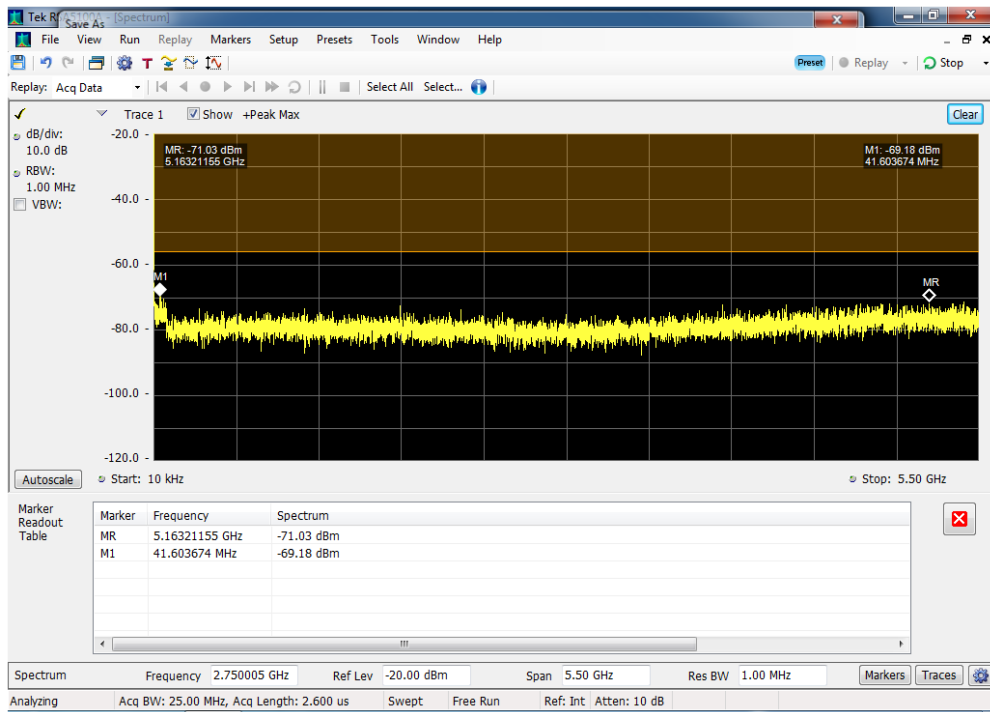 Tek RSA5100A - [Spectrum]
Save As
File View Run Replay Markers Setup Presets Tools Window Help
Preset Replay Stop
Replay: Acq Data Select All Select...
Trace 1 Show +Peak Max Clear
dB/div:
10.0 dB
RBW:
1.00 MHz
VBW:
-20.0
-40.0
-60.0
-80.0
-100.0
-120.0
MR: -71.03 dBm
5.16321155 GHz
M1: -69.18 dBm
41.603674 MHz
M1
MR
Autoscale Start: 10 kHz Stop: 5.50 GHz
Marker
Readout
Table
Marker Frequency Spectrum
MR 5.16321155 GHz -71.03 dBm
M1 41.603674 MHz -69.18 dBm
Spectrum Frequency 2.750005 GHz Ref Lev -20.00 dBm Span 5.50 GHz Res BW 1.00 MHz Markers Traces
Analyzing Acq BW: 25.00 MHz, Acq Length: 2.600 us Swept Free Run Ref: Int Atten: 10 dB